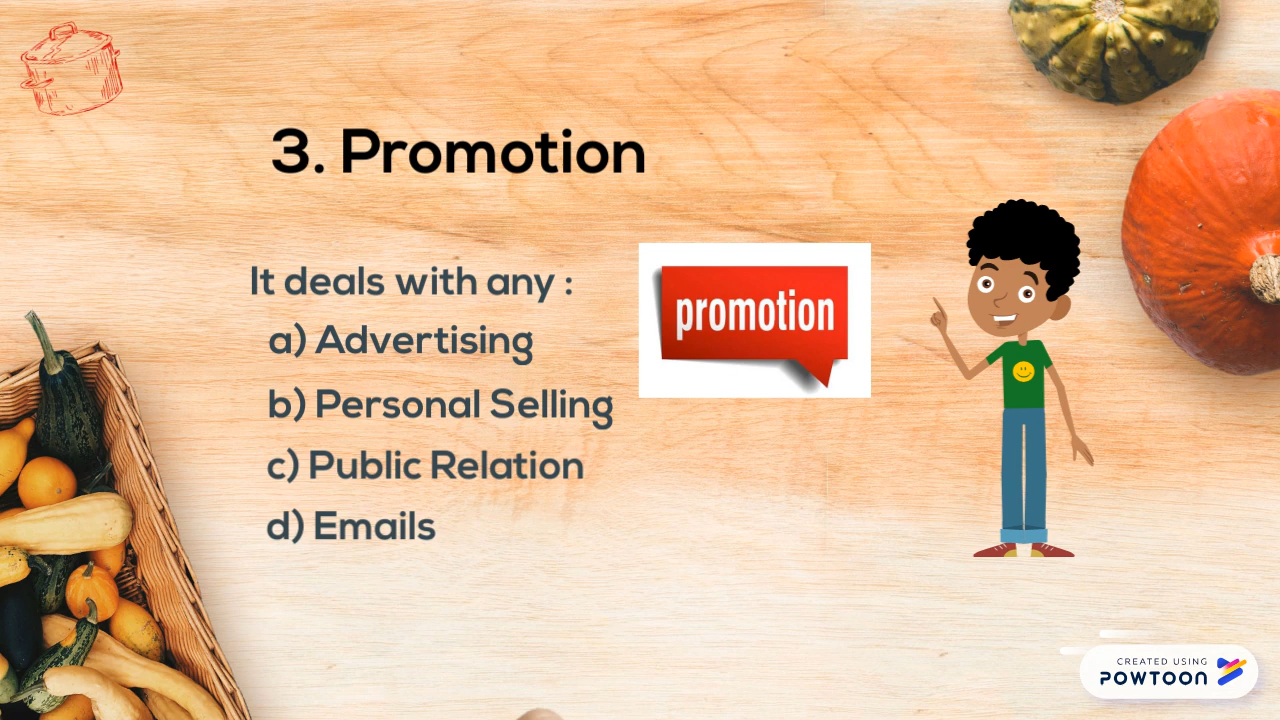 3. Promotion
It deals with any :
a) Advertising
b) Personal Selling
c) Public Relation
d) Emails
promotion
CREATED USING
POWTOON